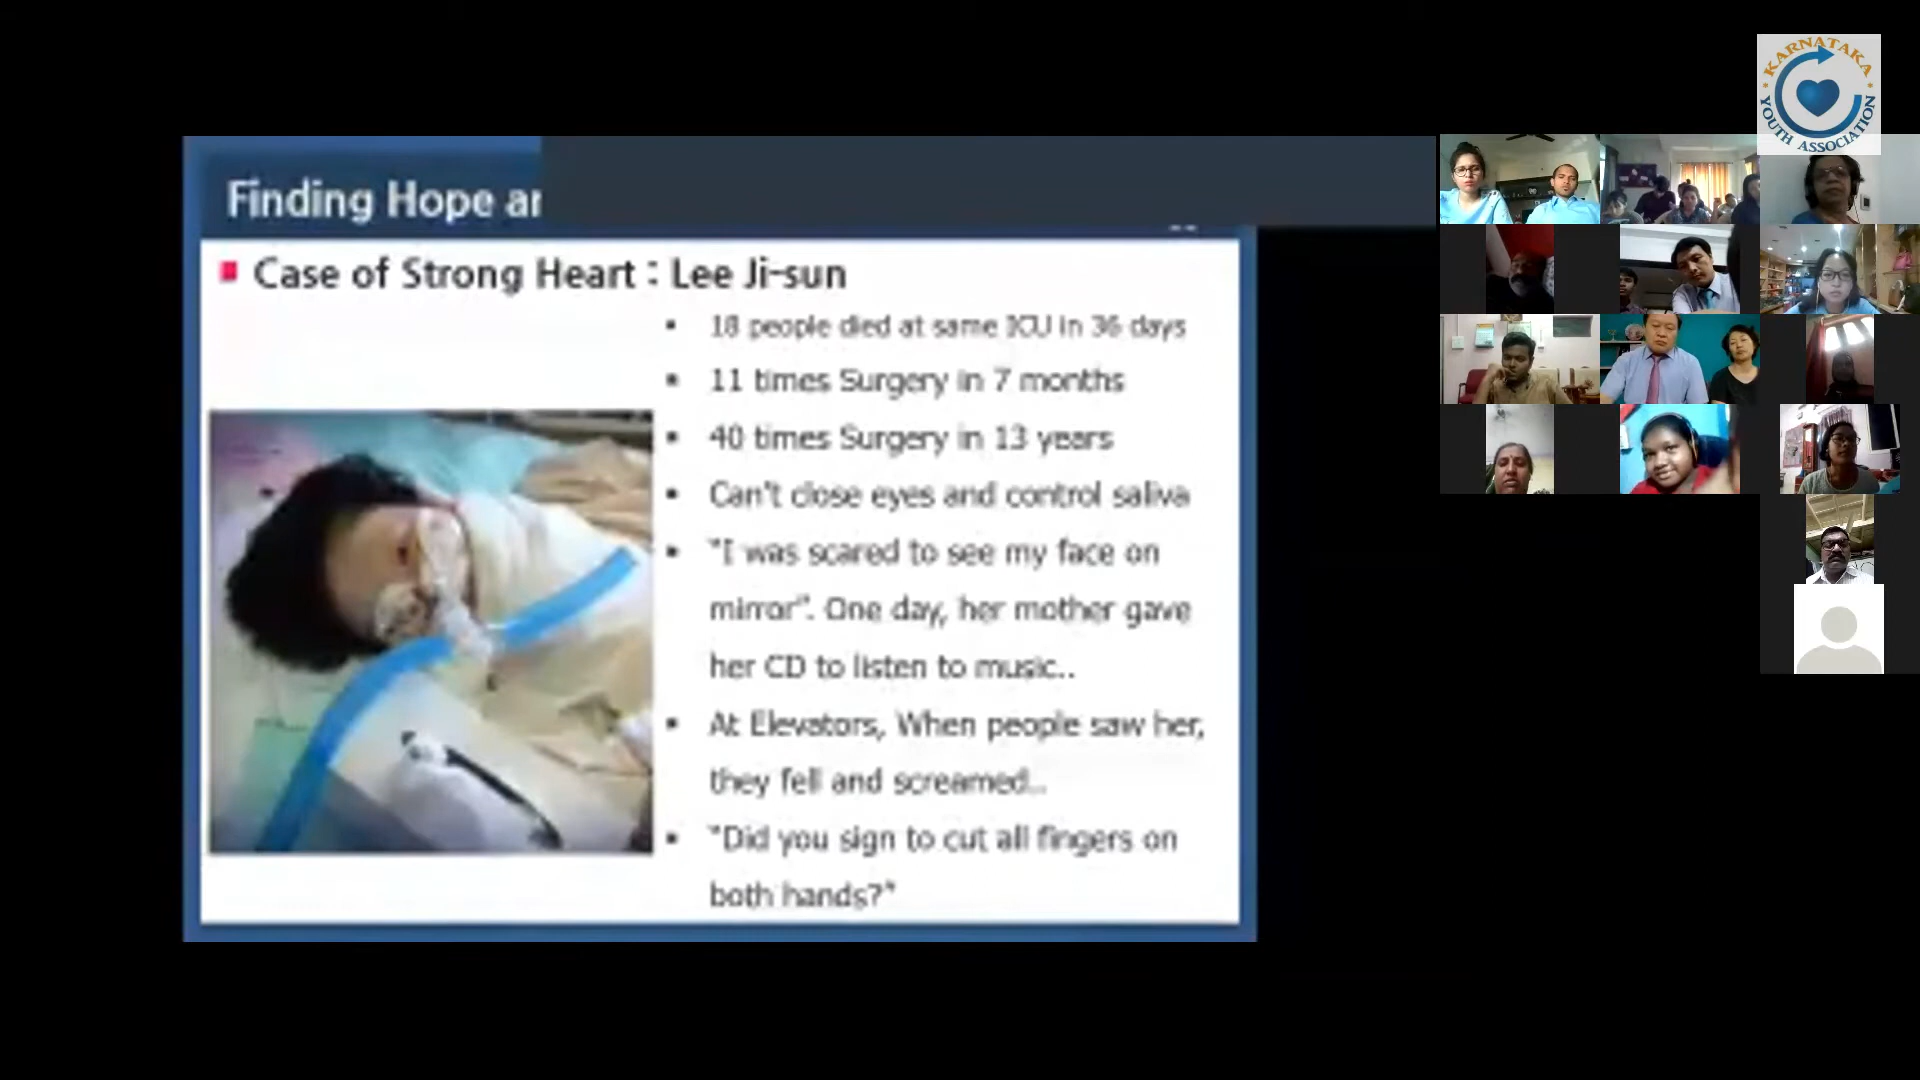 KARNATAKA
YOUTH ASSOCIATION
Finding Hope
Case of Strong Heart : Lee Ji-sun
18 people died at same ICU in 36 days
11 times Surgery in 7 months
40 times Surgery in 13 years
Can't close eyes and control saliva
"I was scared to see my face on
mirror". One day, her mother gave
her CD to listen to music..
At Elevators, When people saw her,
they fell and screamed..
"Did you sign to cut all fingers on
both hands?"